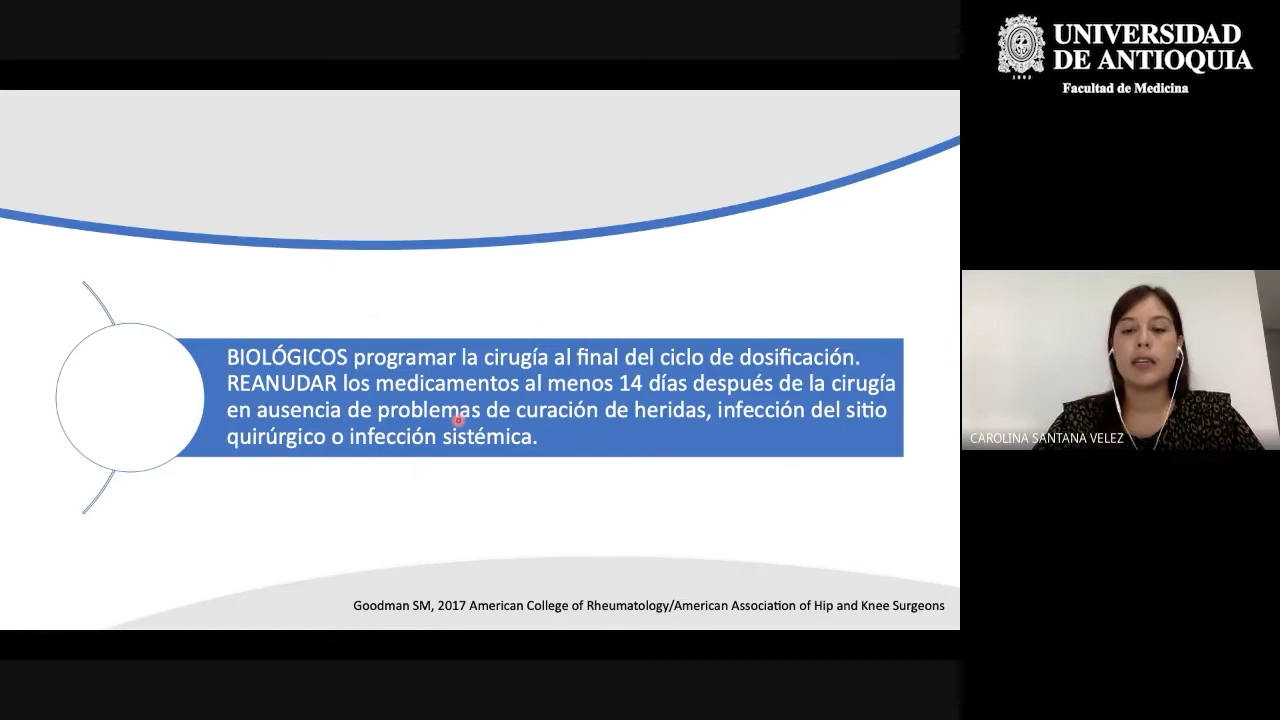 UNIVERSIDAD
DE ANTIOQUIA
1803
Facultad de Medicina
BIOLÓGICOS programar la cirugía al final del ciclo de dosificación.
REANUDAR los medicamentos al menos 14 días después de la cirugía
en ausencia de problemas de curación de heridas, infección del sitio
quirúrgico o infección sistémica.
CAROLINA SANTANA VELEZ
Goodman SM, 2017 American College of Rheumatology/American Association of Hip and Knee Surgeons